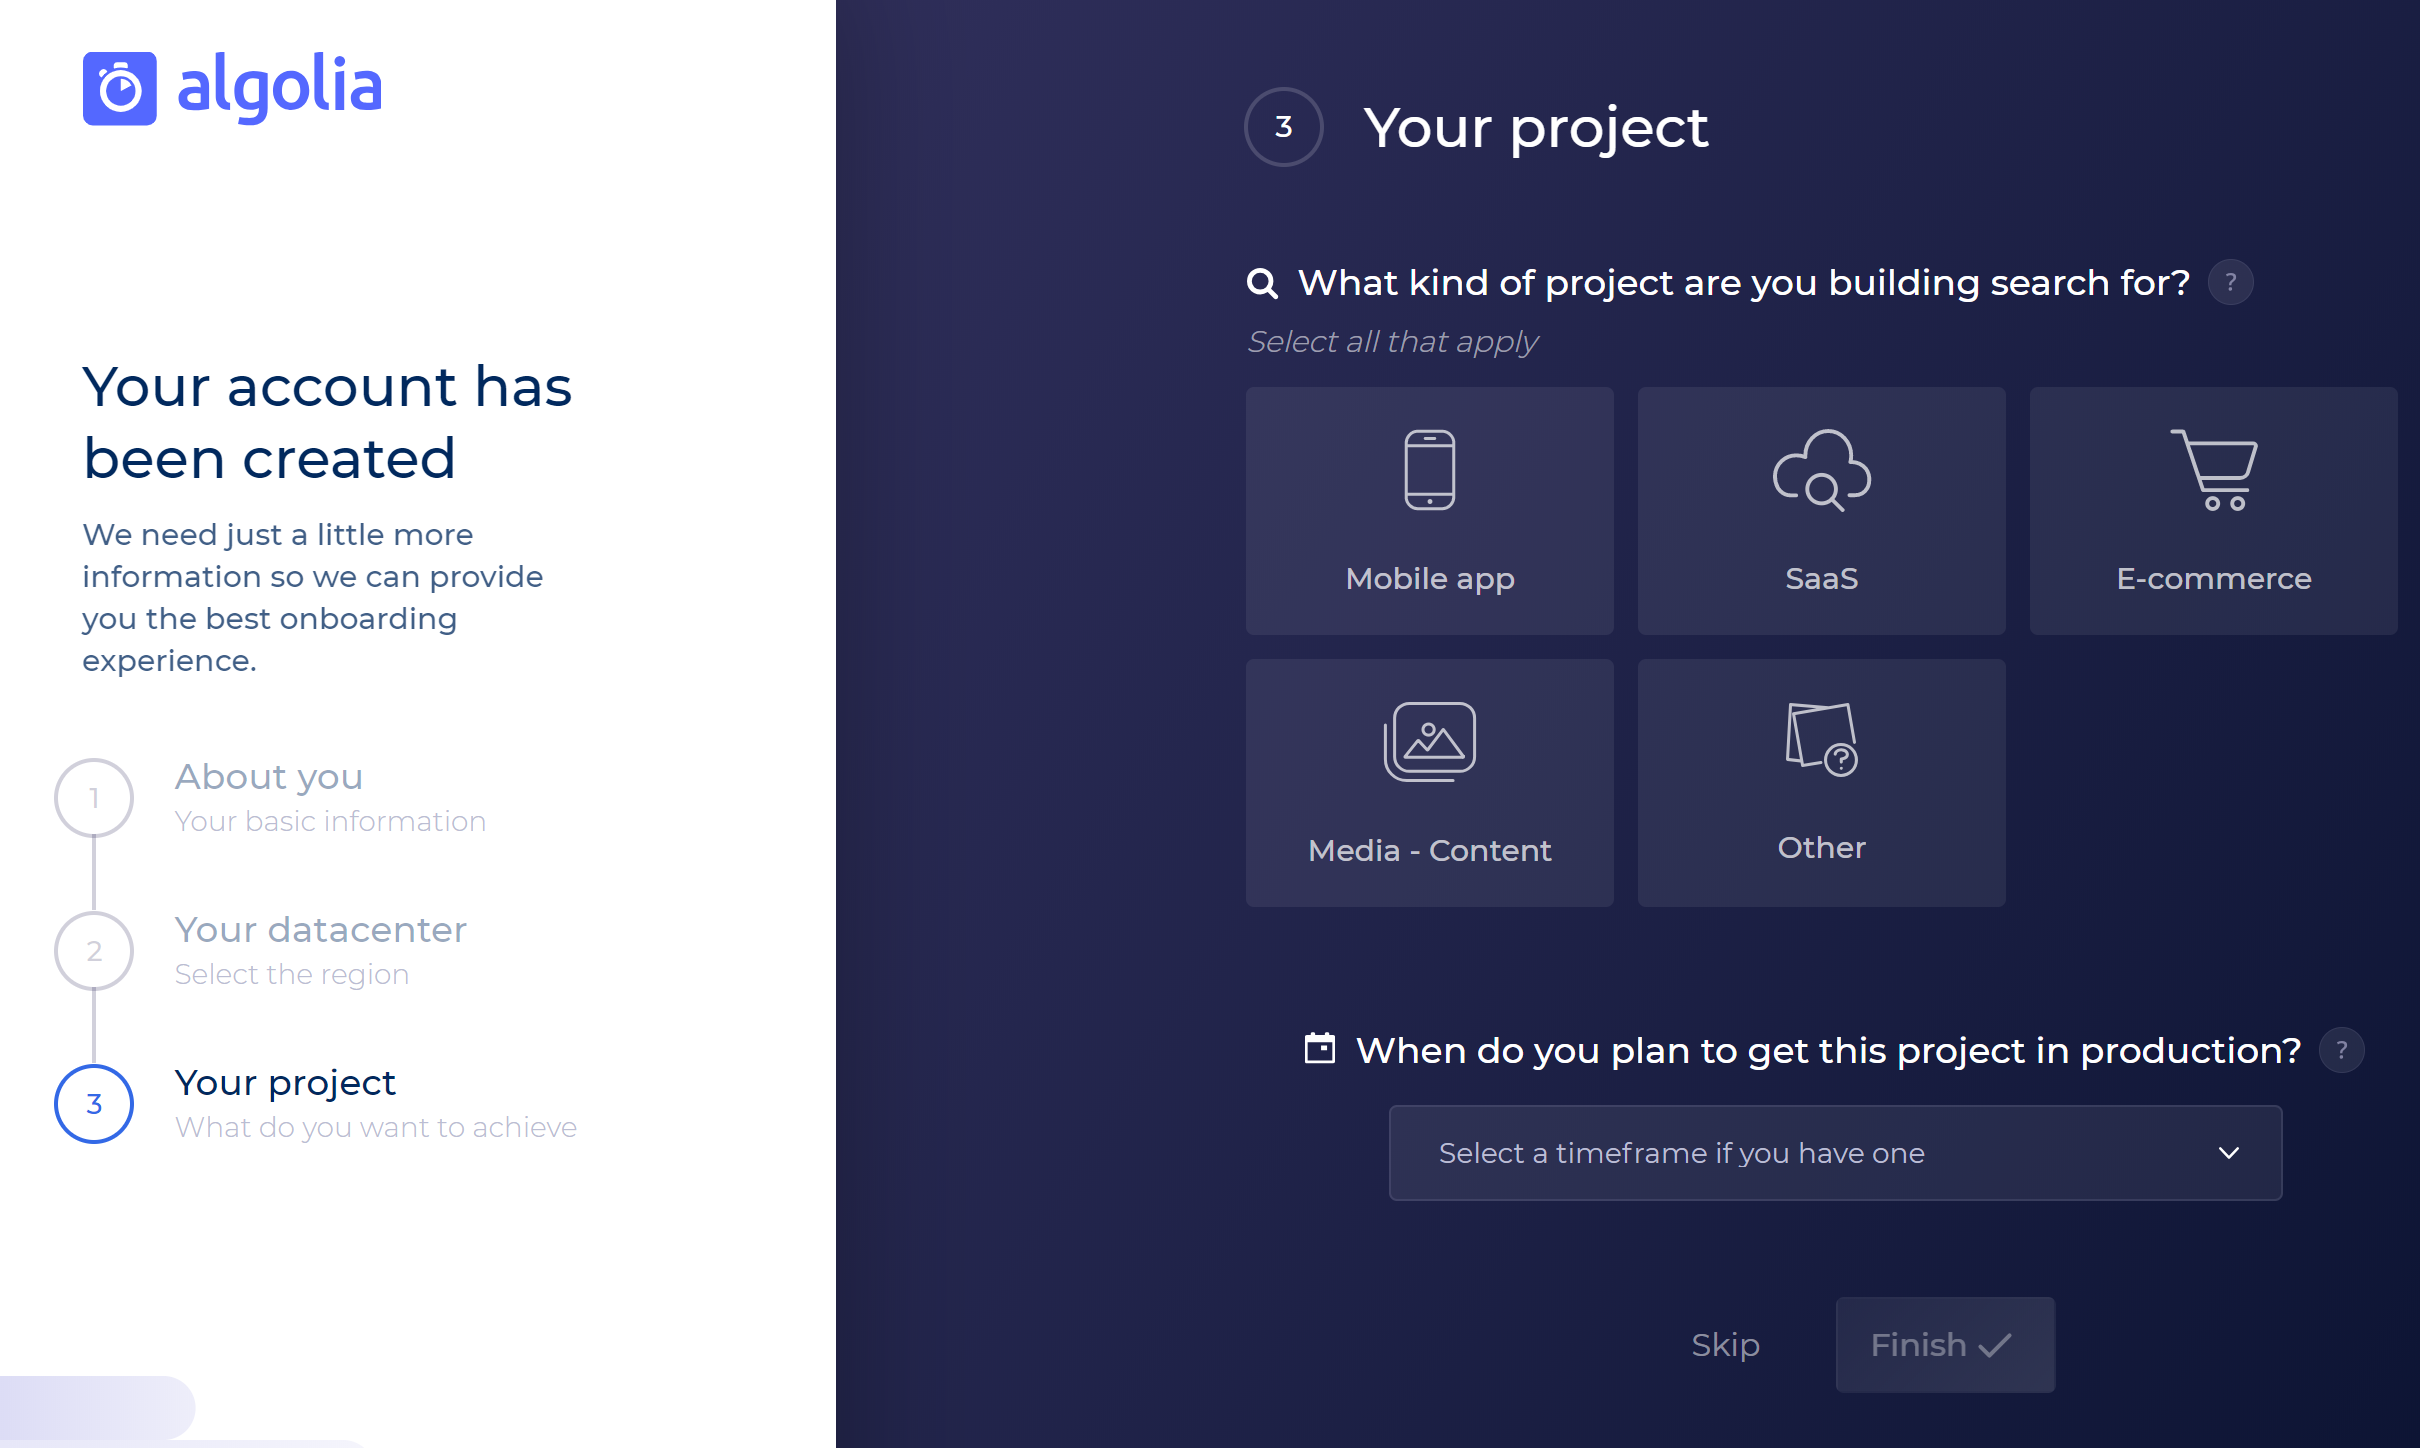 algolia
Your account has
been created
We need just a little more
information so we can provide
you the best onboarding
experience.
1
About you
Your basic information
2
Your datacenter
Select the region
3
Your project
What do you want to achieve
3
Your project
What kind of project are you building search for?
?
Select all that apply
Mobile app
SaaS
E-commerce
Media - Content
?
Other
When do you plan to get this project in production?
?
Select a timeframe if you have one
Skip
Finish